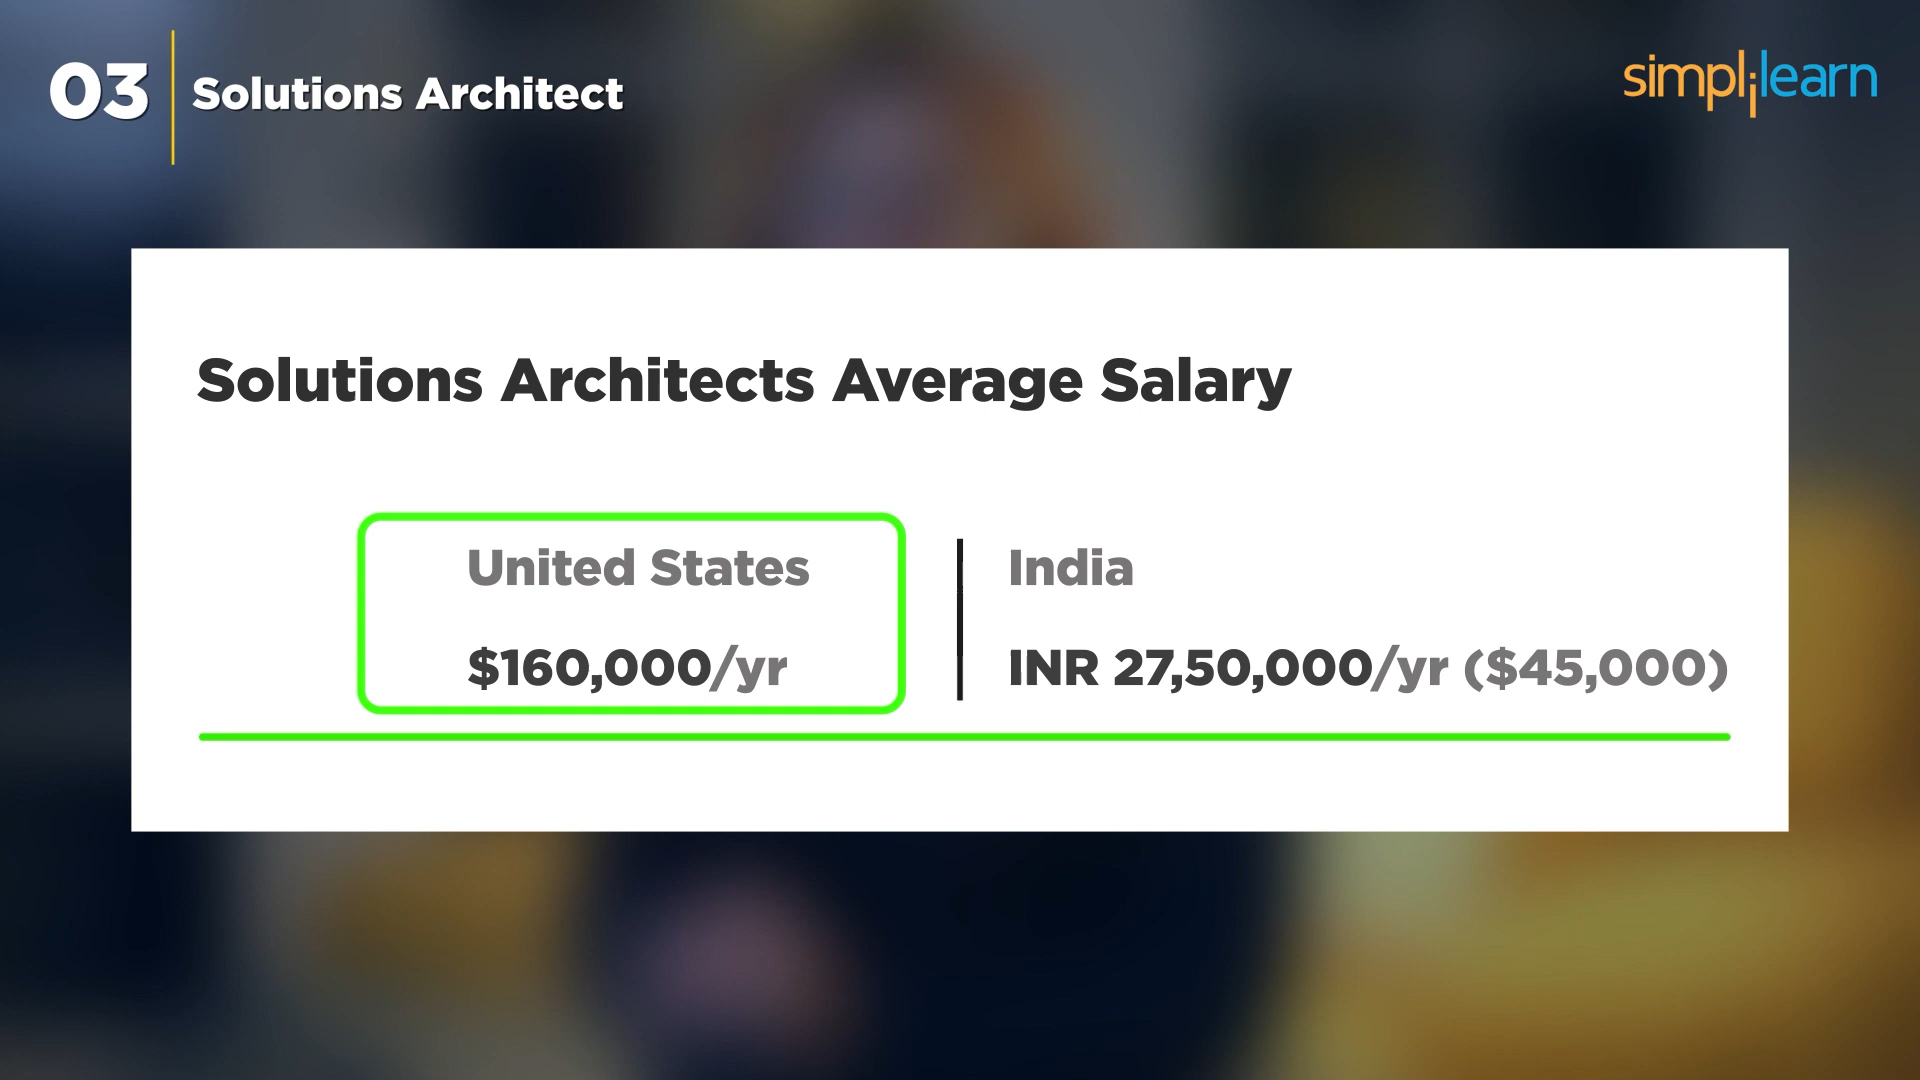 03
Solutions Architect
simplilearn
Solutions Architects Average Salary
United States
$160,000/yr
India
INR 27,50,000/yr ($45,000)